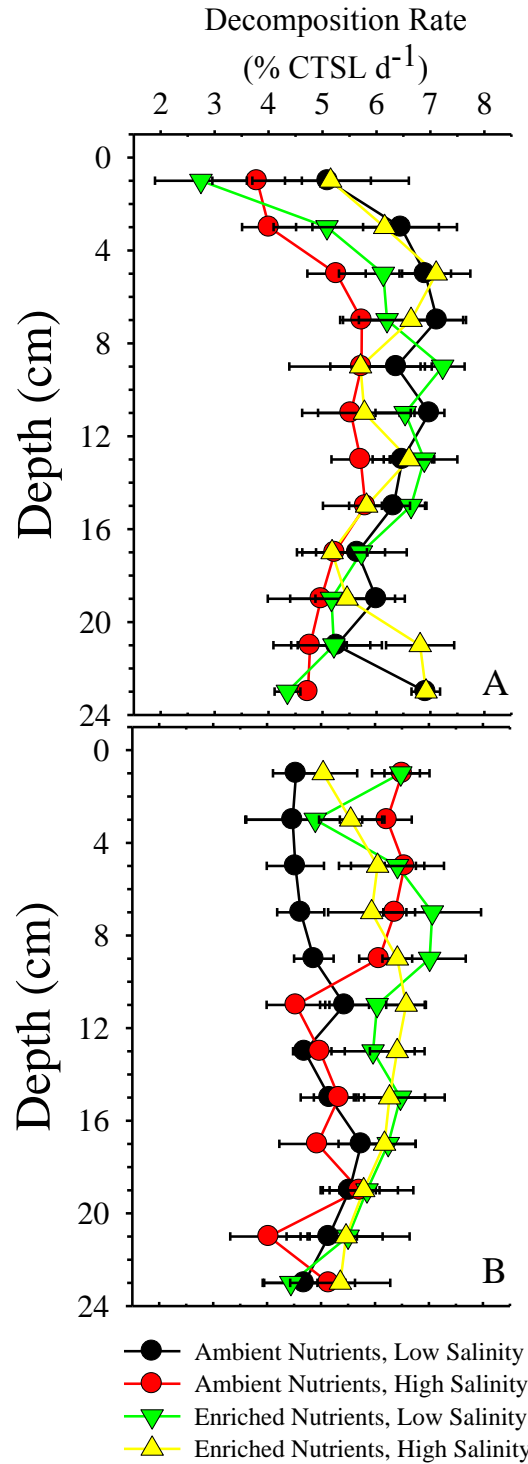 Decomposition Rate
(% CTSL d-1)
2 3 4 5 6 7 8
0
4
8
12
16
20
24
Depth (cm)
A
0
4
8
12
16
20
24
Depth (cm)
B
Ambient Nutrients, Low Salinity
Ambient Nutrients, High Salinity
Enriched Nutrients, Low Salinity
Enriched Nutrients, High Salinity